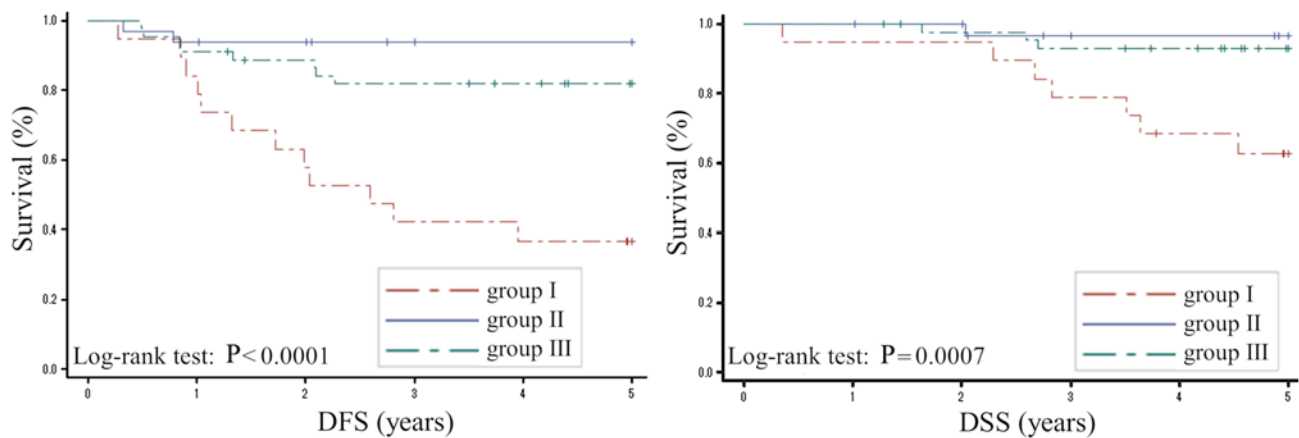 Survival (%)
1.0
0.8
0.6
0.4
0.2
0.0
group I
group II
group III
Log-rank test: P<0.0001
0 1 2 3 4 5
DFS (years)
Survival (%)
1.0
0.8
0.6
0.4
0.2
0.0
group I
group II
group III
Log-rank test: P=0.0007
0 1 2 3 4 5
DSS (years)